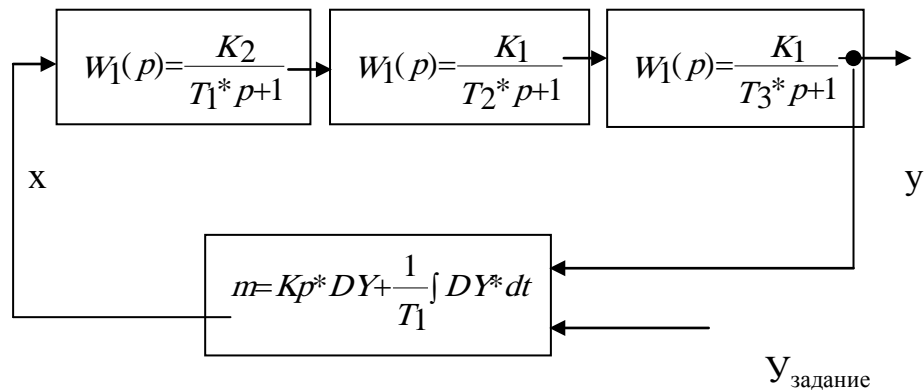 W1(p)=K2/(T1*p+1)
W1(p)=K1/(T2*p+1)
W1(p)=K1/(T3*p+1)
x
y
m=Kp*DY+1/T1∫DY*dt
Узадание